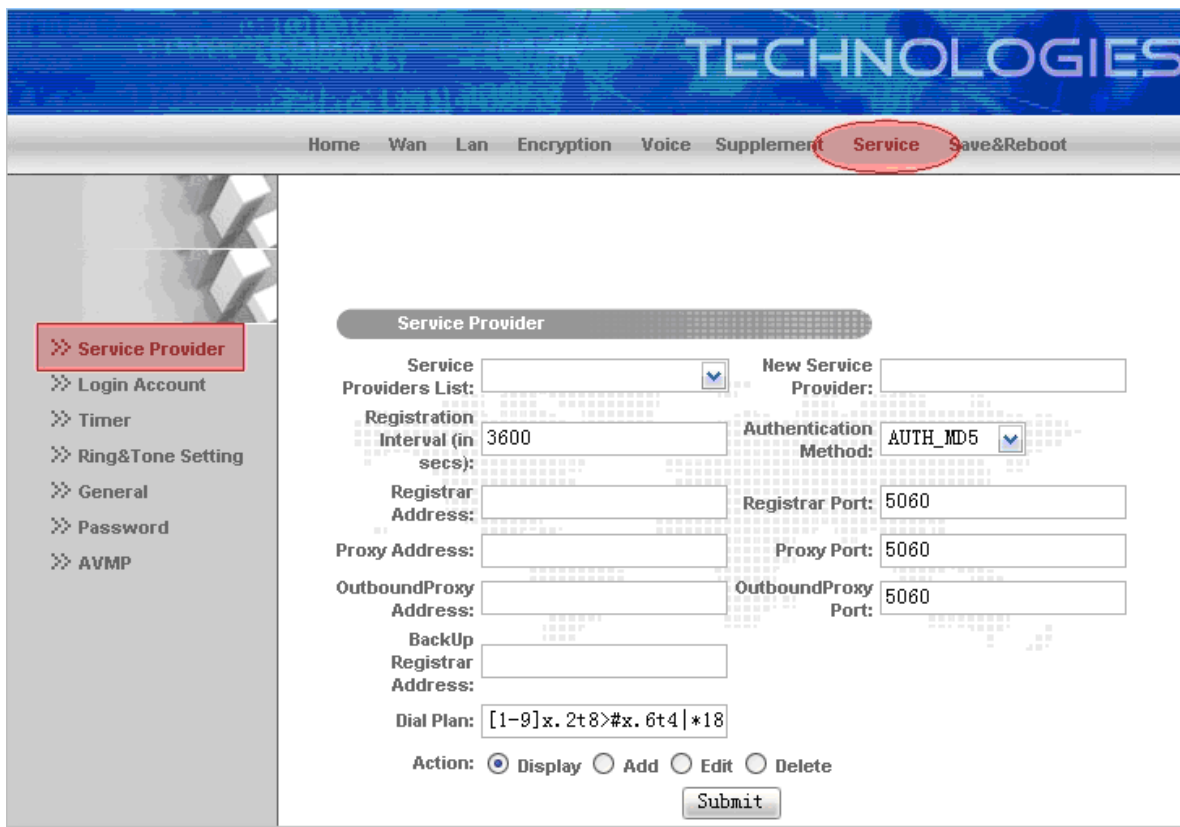 TECHNOLOGIES
Home Wan Lan Encryption Voice Supplement Service Save&Reboot
>> Service Provider
>> Login Account
>> Timer
>> Ring&Tone Setting
>> General
>> Password
>> AVMP
Service Provider
Service
Providers List:
New Service
Provider:
Registration
Interval (in
secs):
3600
Authentication
Method:
AUTH_MD5
Registrar
Address:
Registrar Port: 5060
Proxy Address:
Proxy Port: 5060
OutboundProxy
Address:
OutboundProxy
Port:
5060
BackUp
Registrar
Address:
Dial Plan: [1-9]x.2t8>#x.6t4|*18
Action: Display Add Edit Delete
Submit